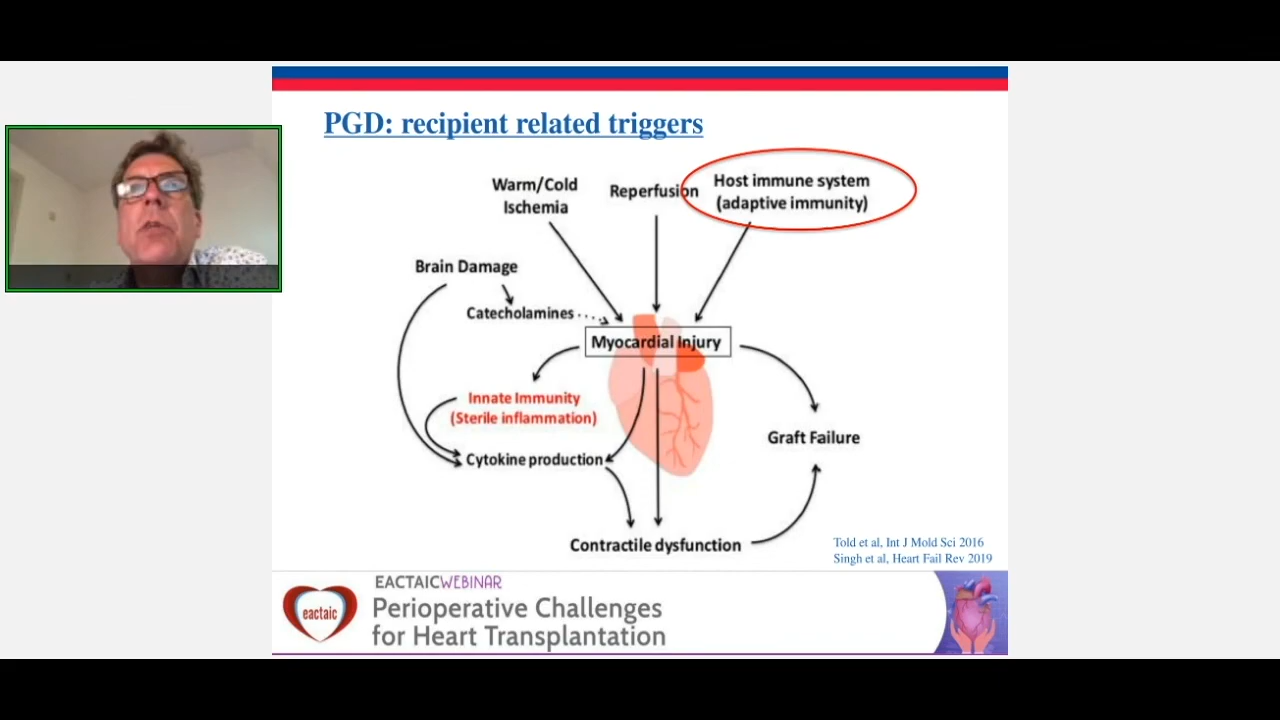 PGD: recipient related triggers
Warm/Cold
Ischemia
Reperfusion
Host immune system
(adaptive immunity)
Brain Damage
Catecholamines
Myocardial Injury
Innate Immunity
(Sterile inflammation)
Cytokine production
Graft Failure
Contractile dysfunction
Told et al, Int J Mold Sci 2016
Singh et al, Heart Fail Rev 2019
EACTAICWEBINAR
eactaic
Perioperative Challenges
for Heart Transplantation